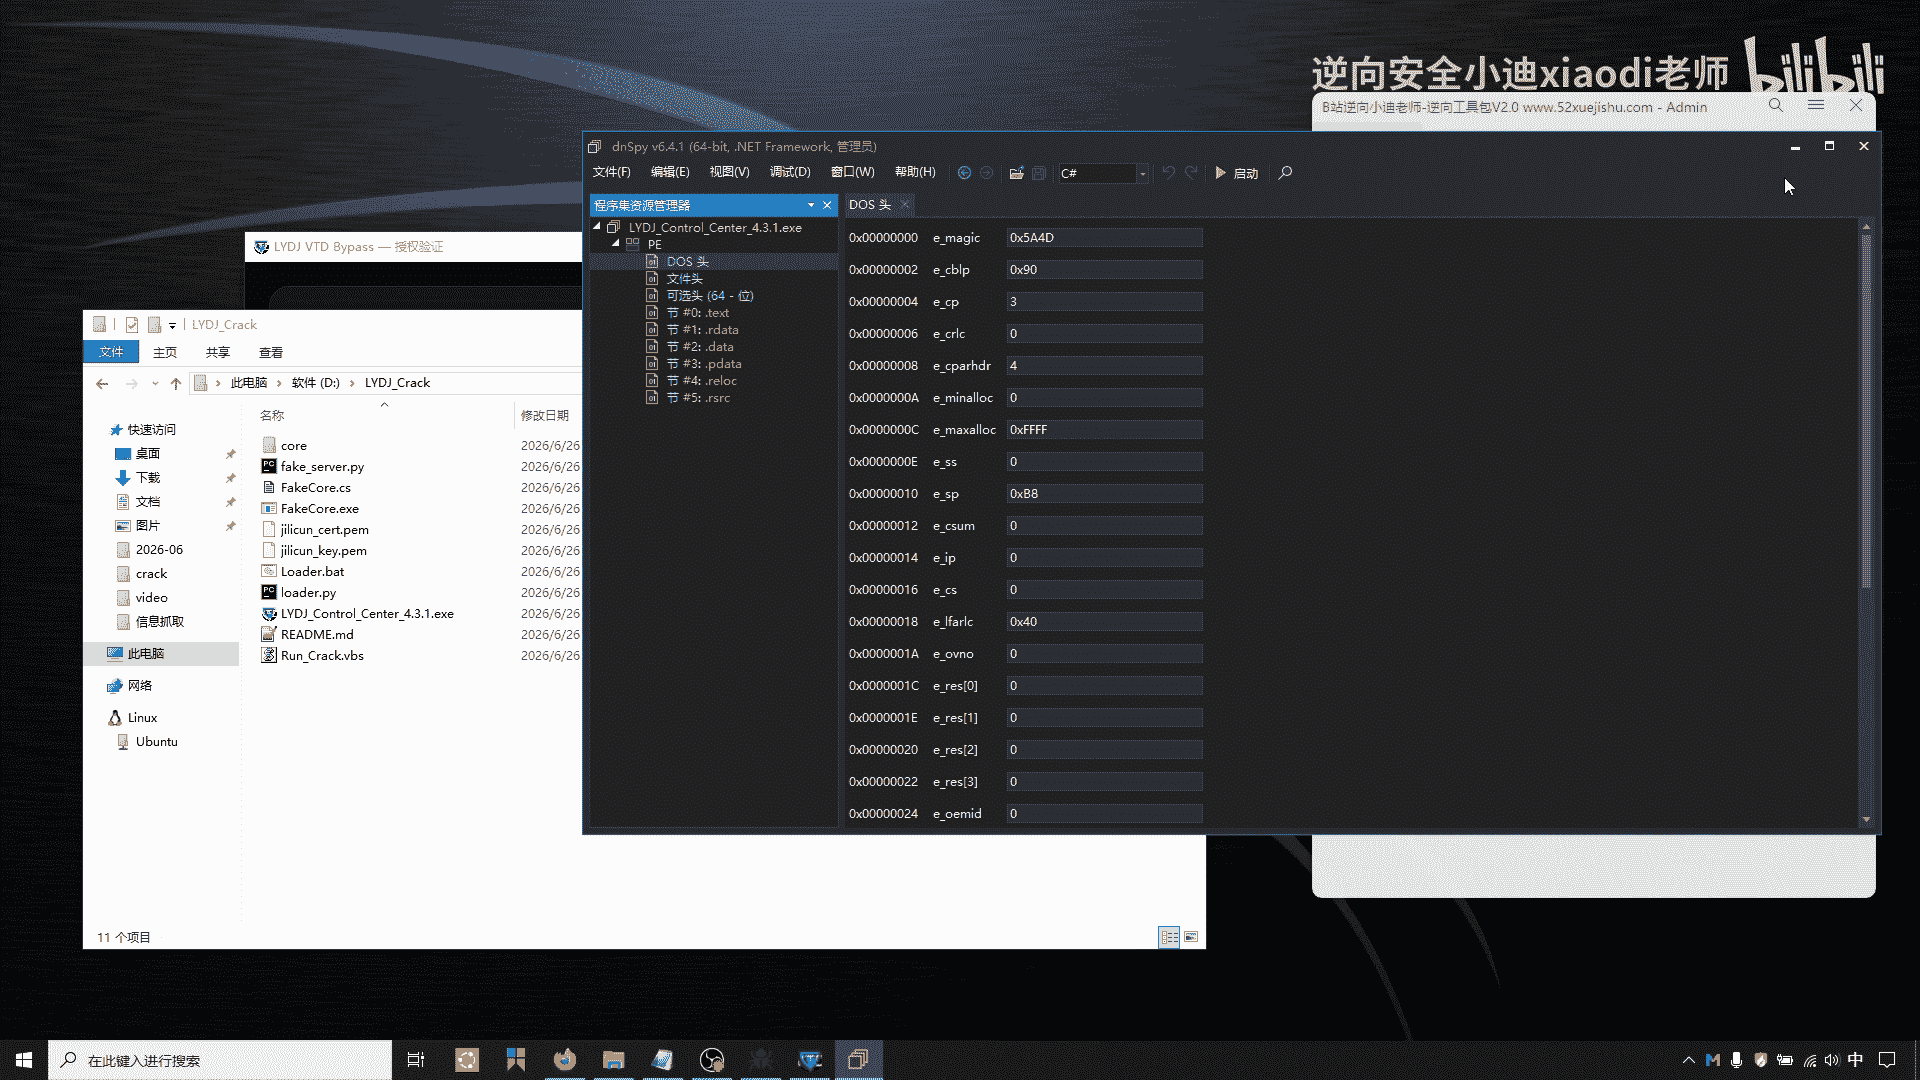 逆向安全小迪xiaodi老师 bilibili
B站逆向小迪老师-逆向工具包V2.0 www.52xuejishu.com - Admin
dnSpy v6.4.1 (64-bit, .NET Framework, 管理员)
文件(F) 编辑(E) 视图(V) 调试(D) 窗口(W) 帮助(H) C# 启动
程序集资源管理器
LYDJ_Control_Center_4.3.1.exe
PE
DOS 头
文件头
可选头 (64 - 位)
节 #0: .text
节 #1: .rdata
节 #2: .data
节 #3: .pdata
节 #4: .reloc
节 #5: .rsrc
DOS 头
0x00000000 e_magic 0x5A4D
0x00000002 e_cblp 0x90
0x00000004 e_cp 3
0x00000006 e_crlc 0
0x00000008 e_cparhdr 4
0x0000000A e_minalloc 0
0x0000000C e_maxalloc 0xFFFF
0x0000000E e_ss 0
0x00000010 e_sp 0xB8
0x00000012 e_csum 0
0x00000014 e_ip 0
0x00000016 e_cs 0
0x00000018 e_lfarlc 0x40
0x0000001A e_ovno 0
0x0000001C e_res[0] 0
0x0000001E e_res[1] 0
0x00000020 e_res[2] 0
0x00000022 e_res[3] 0
0x00000024 e_oemid 0
LYDJ VTD Bypass — 授权验证
LYDJ_Crack
文件 主页 共享 查看
此电脑 软件 (D:) LYDJ_Crack
快速访问
桌面
下载
文档
图片
2026-06
crack
video
信息抓取
此电脑
网络
Linux
Ubuntu
名称 修改日期
core 2026/6/26
fake_server.py 2026/6/26
FakeCore.cs 2026/6/26
FakeCore.exe 2026/6/26
jilicun_cert.pem 2026/6/26
jilicun_key.pem 2026/6/26
Loader.bat 2026/6/26
loader.py 2026/6/26
LYDJ_Control_Center_4.3.1.exe 2026/6/26
README.md 2026/6/26
Run_Crack.vbs 2026/6/26
11 个项目
在此键入进行搜索
中